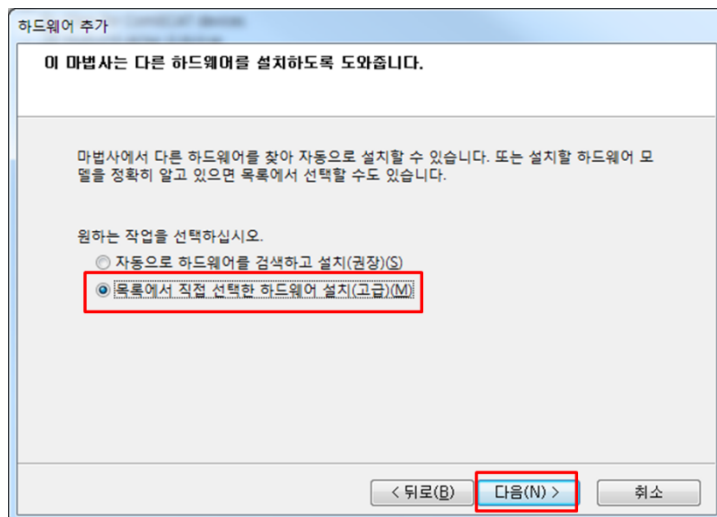 하드웨어 추가
이 마법사는 다른 하드웨어를 설치하도록 도와줍니다.
마법사에서 다른 하드웨어를 찾아 자동으로 설치할 수 있습니다. 또는 설치할 하드웨어 모
델을 정확히 알고 있으면 목록에서 선택할 수도 있습니다.
원하는 작업을 선택하십시오.
자동으로 하드웨어를 검색하고 설치(권장)(S)
목록에서 직접 선택한 하드웨어 설치(고급)(M)
< 뒤로(B) 다음(N) > 취소